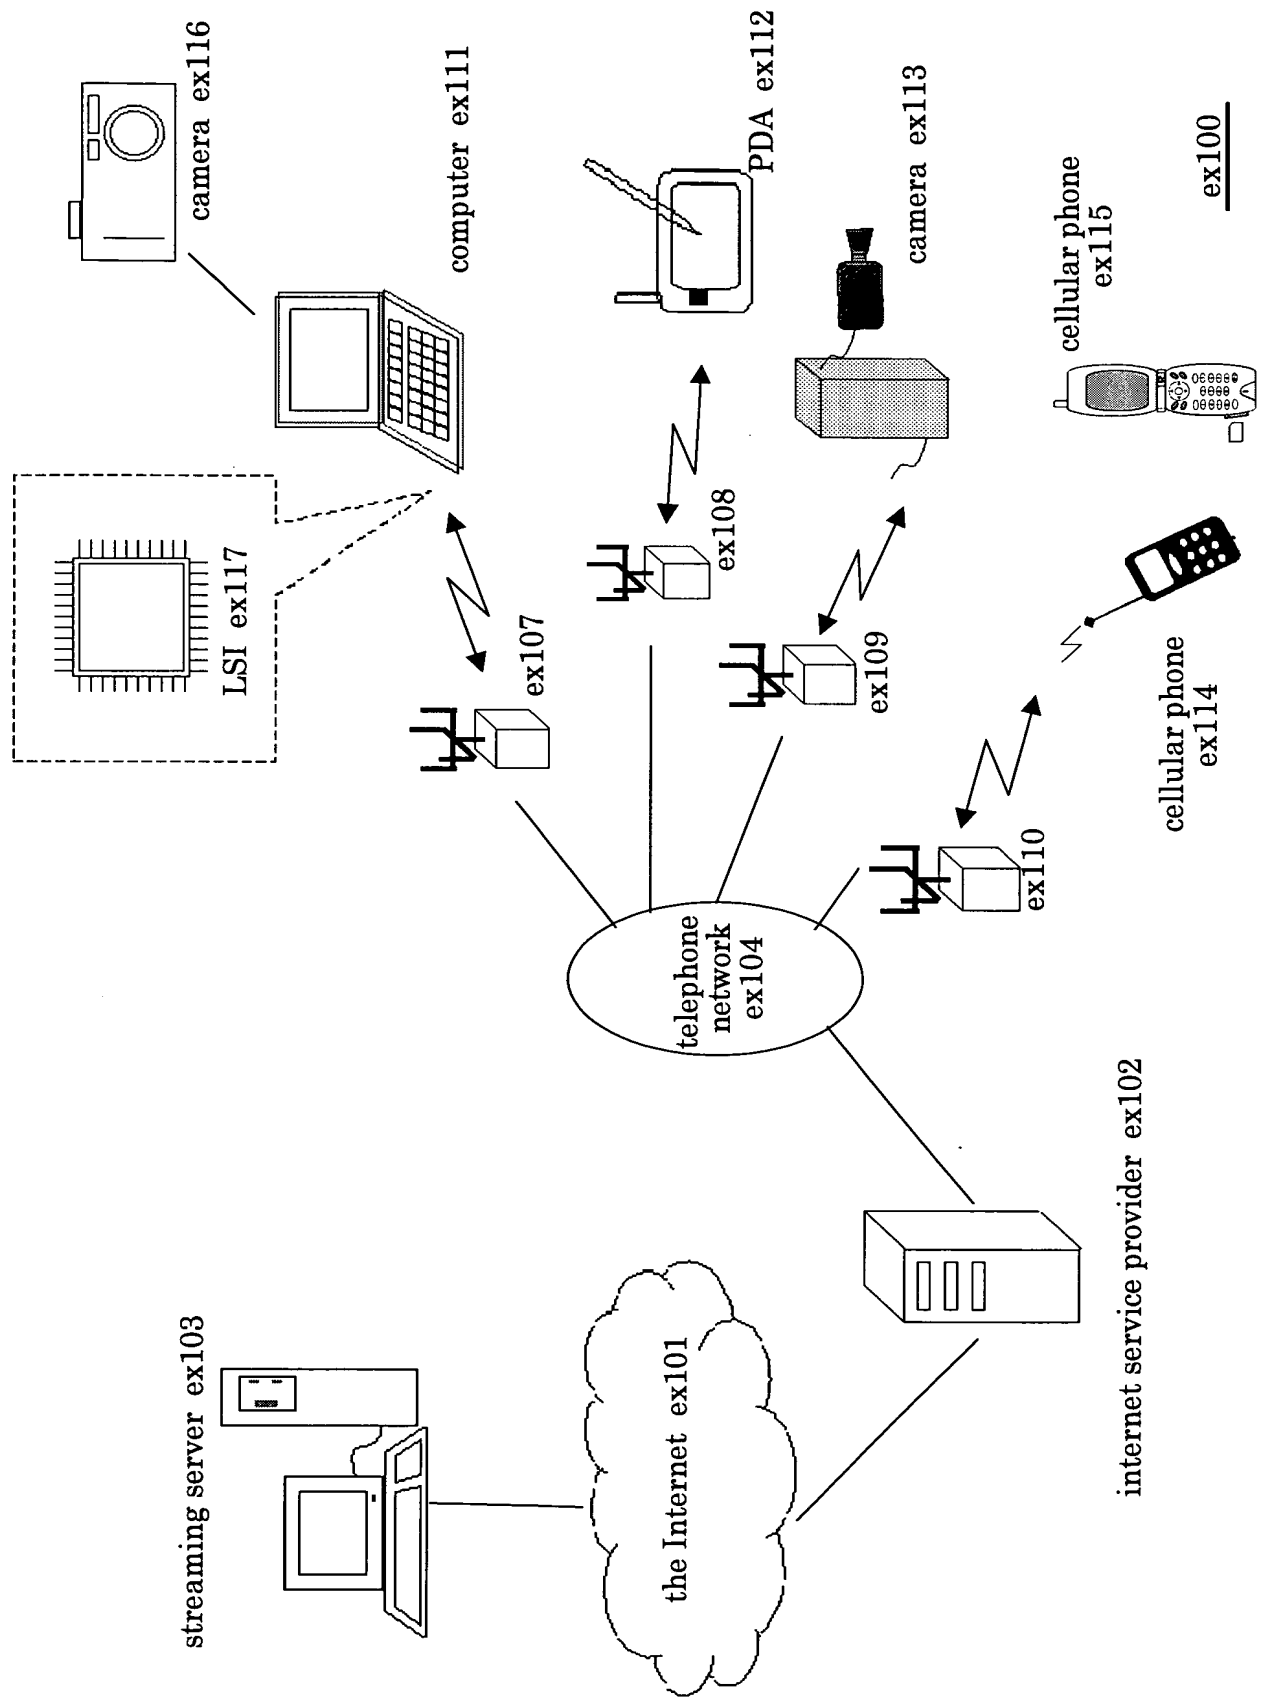 streaming server ex103
the Internet ex101
internet service provider ex102
telephone
network
ex104
LSI ex117
ex107
ex108
ex109
ex110
camera ex116
computer ex111
PDA ex112
camera ex113
cellular phone
ex114
cellular phone
ex115
ex100